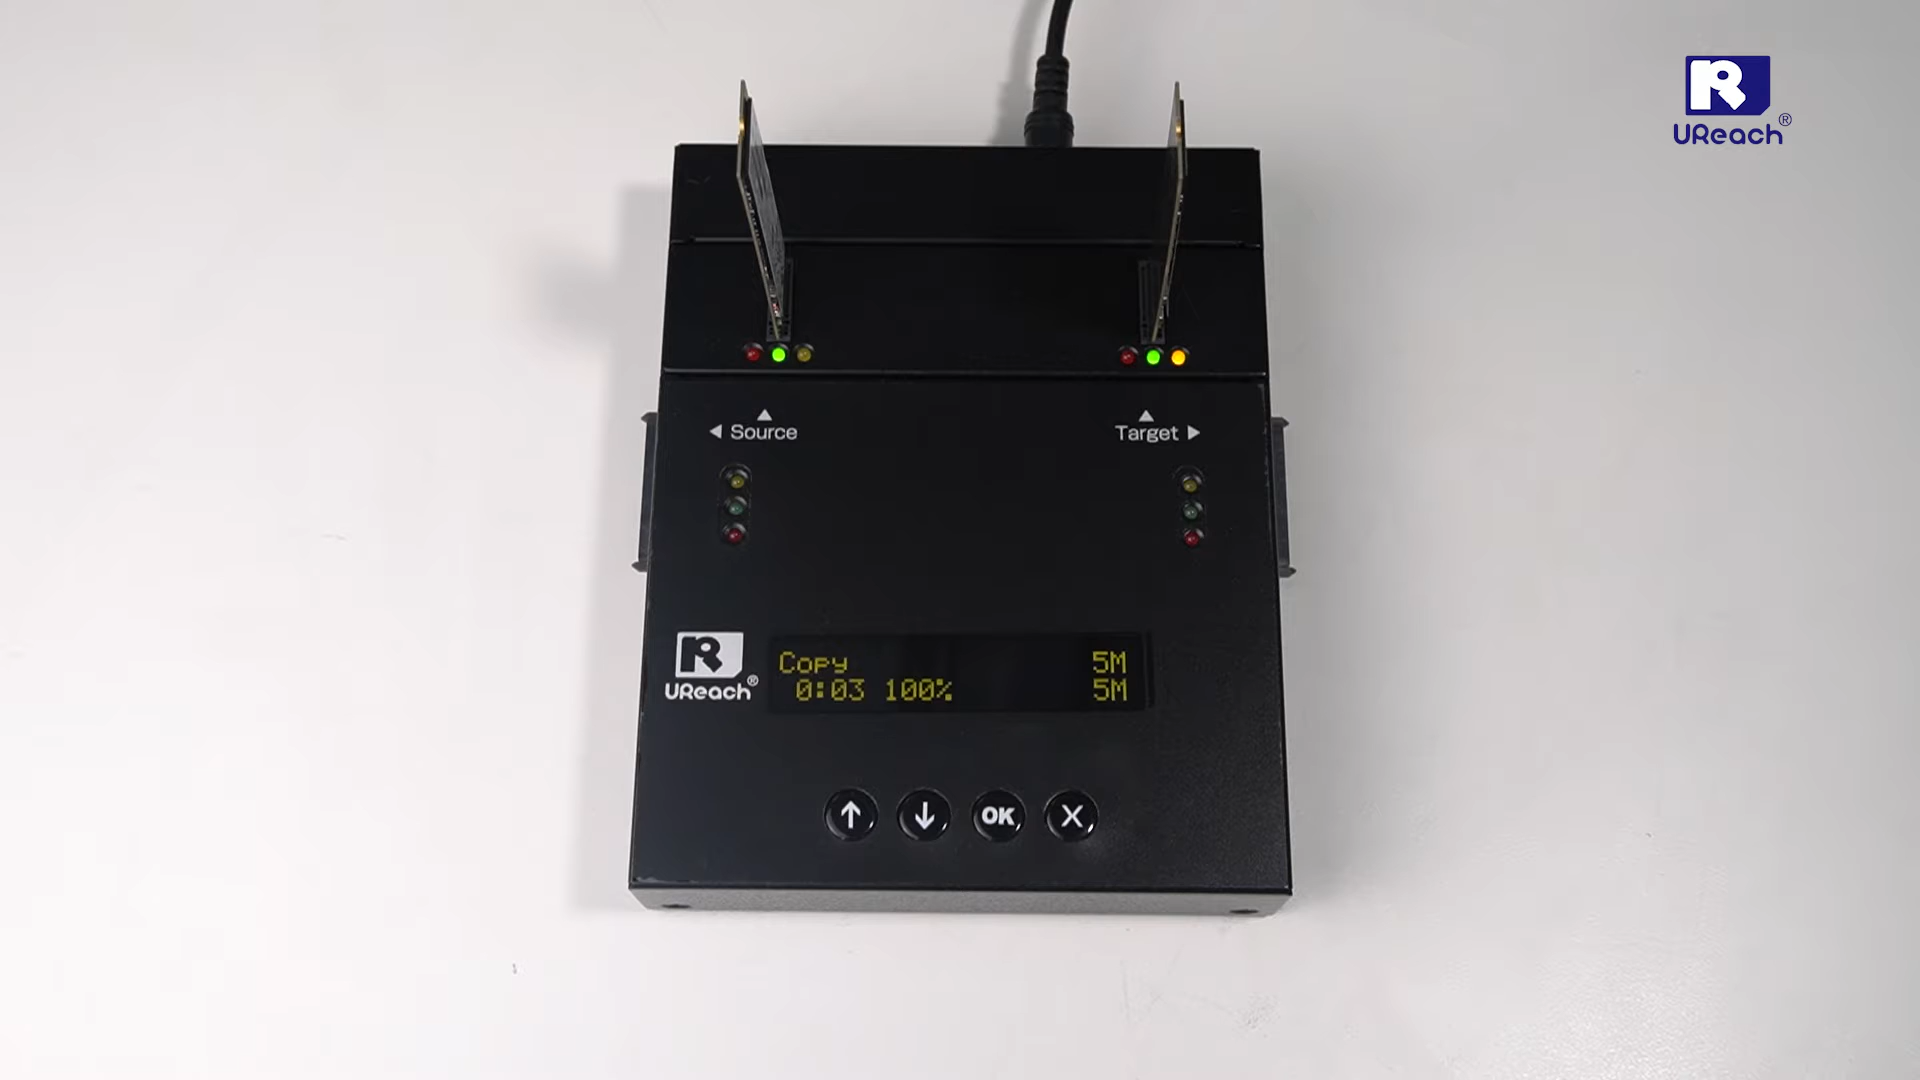 R
UReach®
◀ Source
Target ▶
R
UReach®
Copy 5M
0:03 100% 5M
↑ ↓ OK X